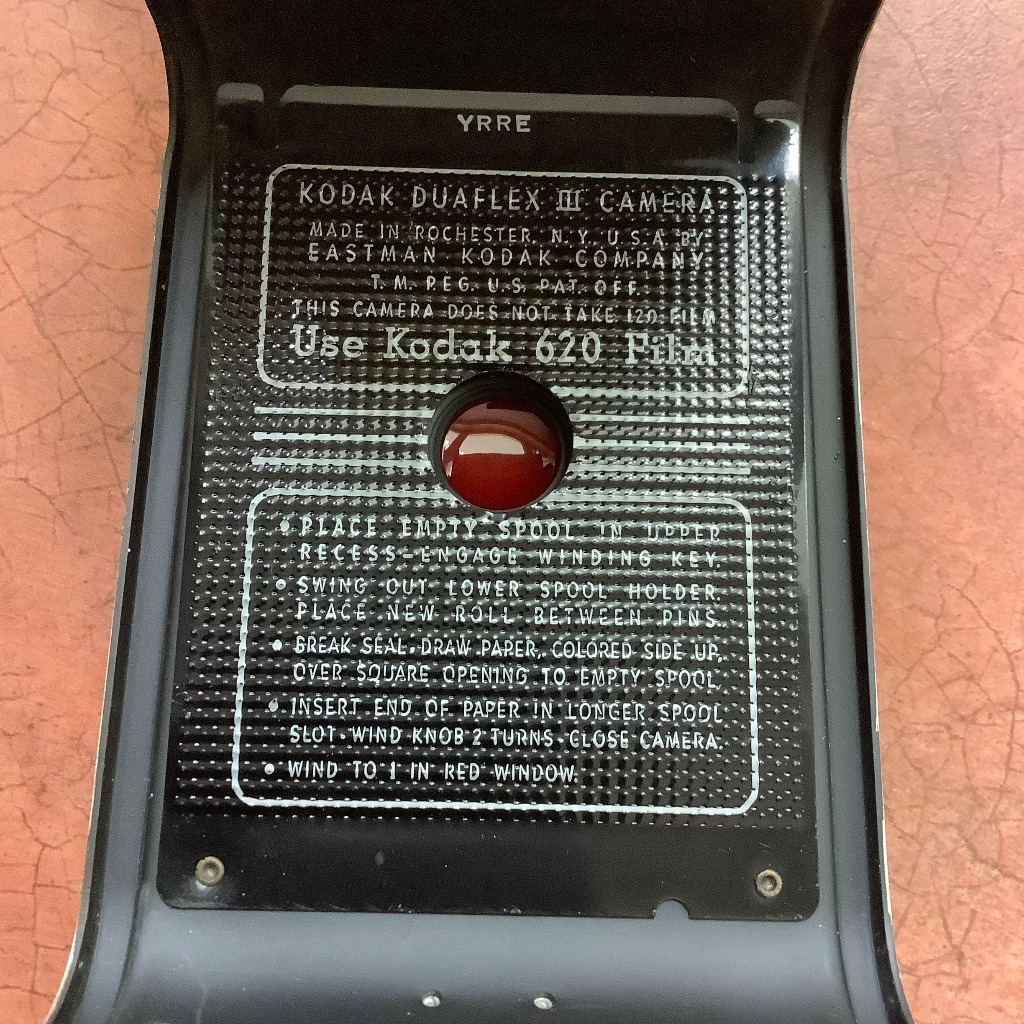 YRRE
KODAK DUAFLEX III CAMERA
MADE IN ROCHESTER, N.Y., U.S.A. BY
EASTMAN KODAK COMPANY
T. M. REG. U.S. PAT. OFF.
THIS CAMERA DOES NOT TAKE 120 FILM
Use Kodak 620 Film
• PLACE EMPTY SPOOL IN UPPER
RECESS-ENGAGE WINDING KEY.
• SWING OUT LOWER SPOOL HOLDER.
PLACE NEW ROLL BETWEEN PINS.
• BREAK SEAL. DRAW PAPER, COLORED SIDE UP,
OVER SQUARE OPENING TO EMPTY SPOOL.
• INSERT END OF PAPER IN LONGER SPOOL
SLOT-WIND KNOB 2 TURNS-CLOSE CAMERA.
• WIND TO 1 IN RED WINDOW.